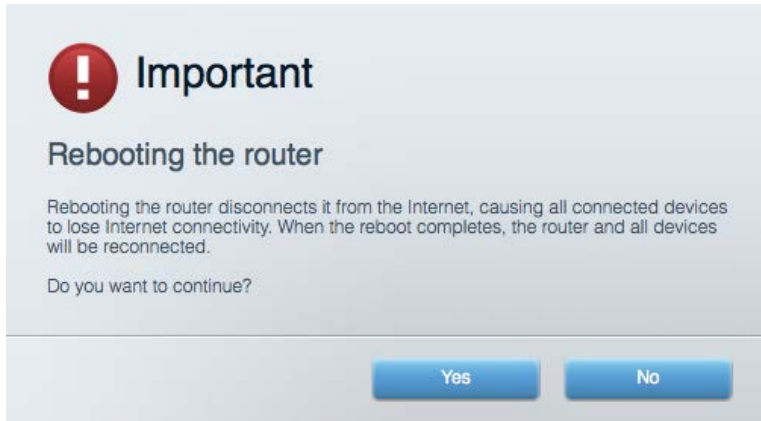 Important
Rebooting the router
Rebooting the router disconnects it from the Internet, causing all connected devices
to lose Internet connectivity. When the reboot completes, the router and all devices
will be reconnected.
Do you want to continue?
Yes No